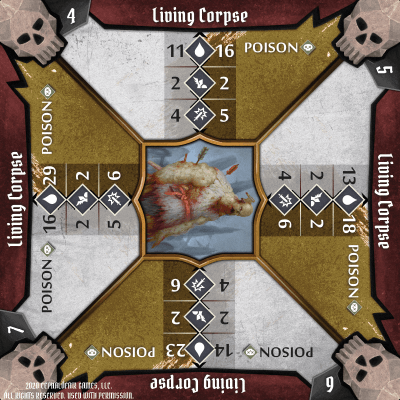 4
Living Corpse
11 16 POISON
2 2
4 5
5
Living Corpse
13 18 POISON
2 2
4 6
6
Living Corpse
14 POISON
23 POISON
2 2
4 6
7
Living Corpse
29 POISON
16 POISON
2 2
6 5
2020 CEPHALOFAIR GAMES, LLC.
ALL RIGHTS RESERVED. USED WITH PERMISSION.